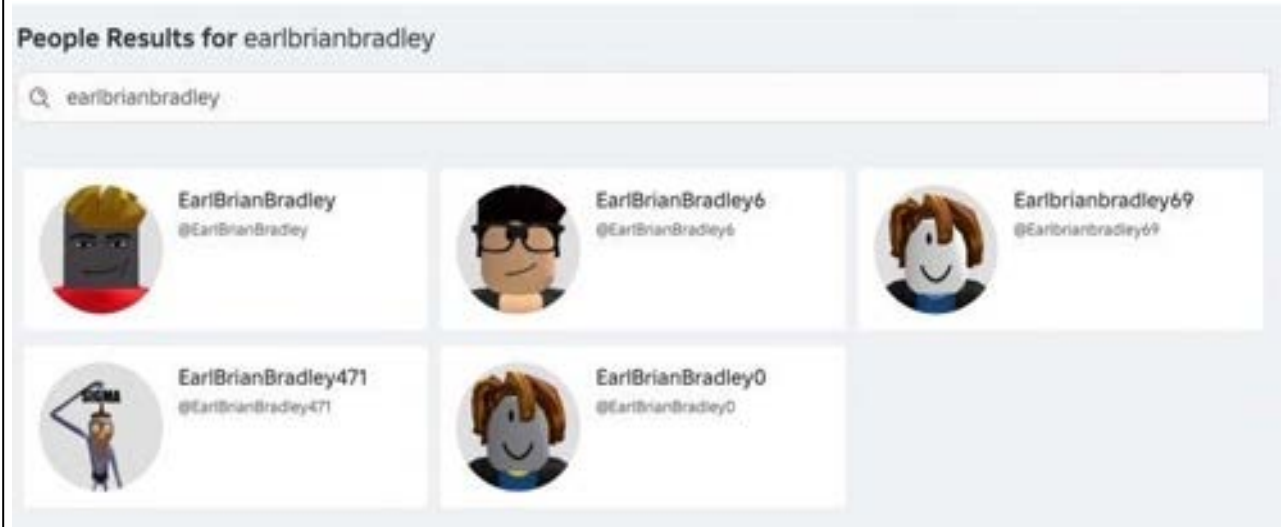 People Results for earlbrianbradley
earlbrianbradley
EarlBrianBradley
@EarlBrianBradley
EarlBrianBradley6
@EarlBrianBradley6
Earlbrianbradley69
@Earlbrianbradley69
EarlBrianBradley471
@EarlBrianBradley471
SIGMA
EarlBrianBradley0
@EarlBrianBradley0